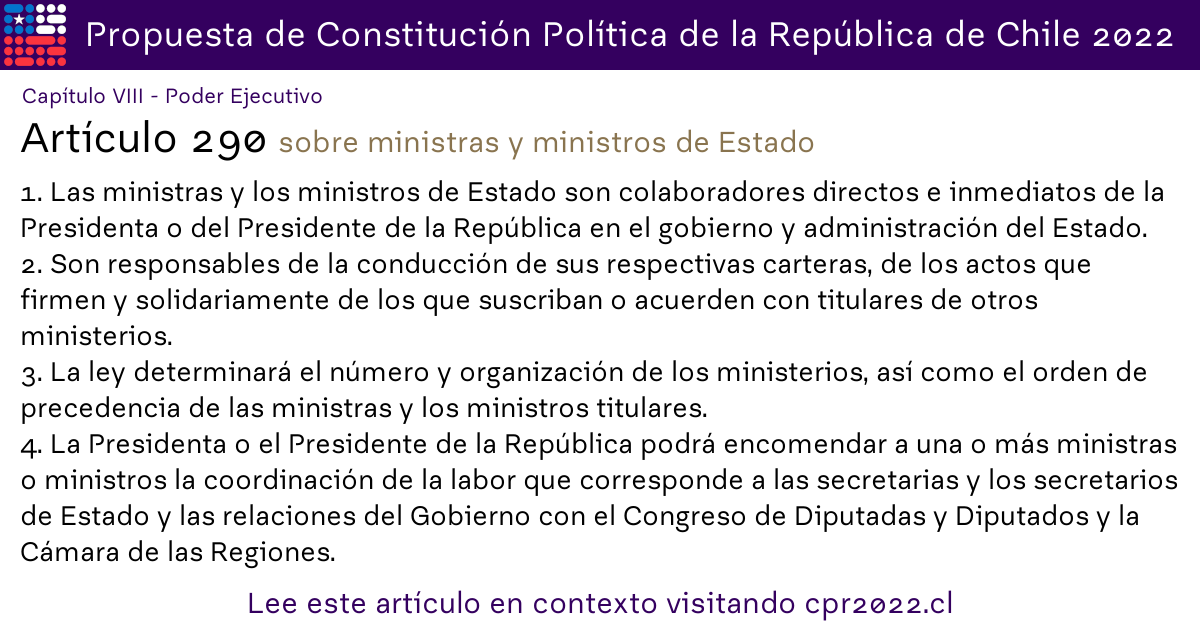 Propuesta de Constitución Política de la República de Chile 2022
Capítulo VIII - Poder Ejecutivo
Artículo 290 sobre ministras y ministros de Estado
1. Las ministras y los ministros de Estado son colaboradores directos e inmediatos de la
Presidenta o del Presidente de la República en el gobierno y administración del Estado.
2. Son responsables de la conducción de sus respectivas carteras, de los actos que
firmen y solidariamente de los que suscriban o acuerden con titulares de otros
ministerios.
3. La ley determinará el número y organización de los ministerios, así como el orden de
precedencia de las ministras y los ministros titulares.
4. La Presidenta o el Presidente de la República podrá encomendar a una o más ministras
o ministros la coordinación de la labor que corresponde a las secretarias y los secretarios
de Estado y las relaciones del Gobierno con el Congreso de Diputadas y Diputados y la
Cámara de las Regiones.
Lee este artículo en contexto visitando cpr2022.cl